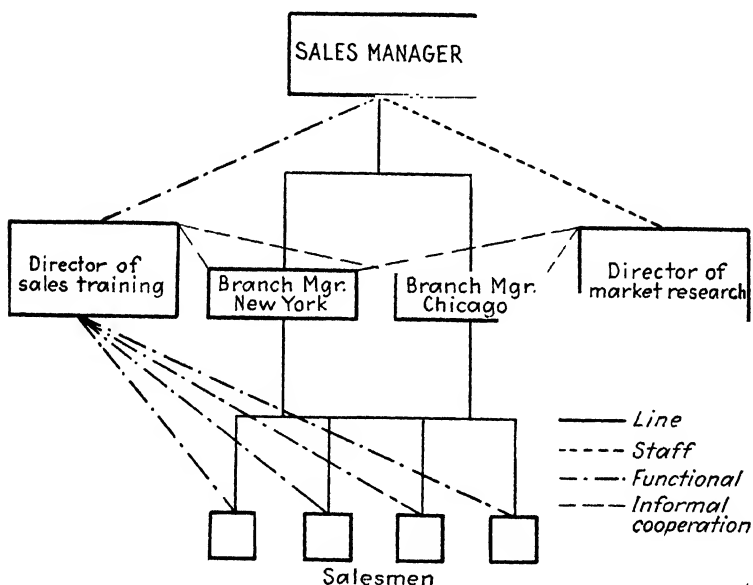 SALES MANAGER
Director of
sales training
Branch Mgr.
New York
Branch Mgr.
Chicago
Director of
market research
Line
Staff
Functional
Informal
cooperation
Salesmen